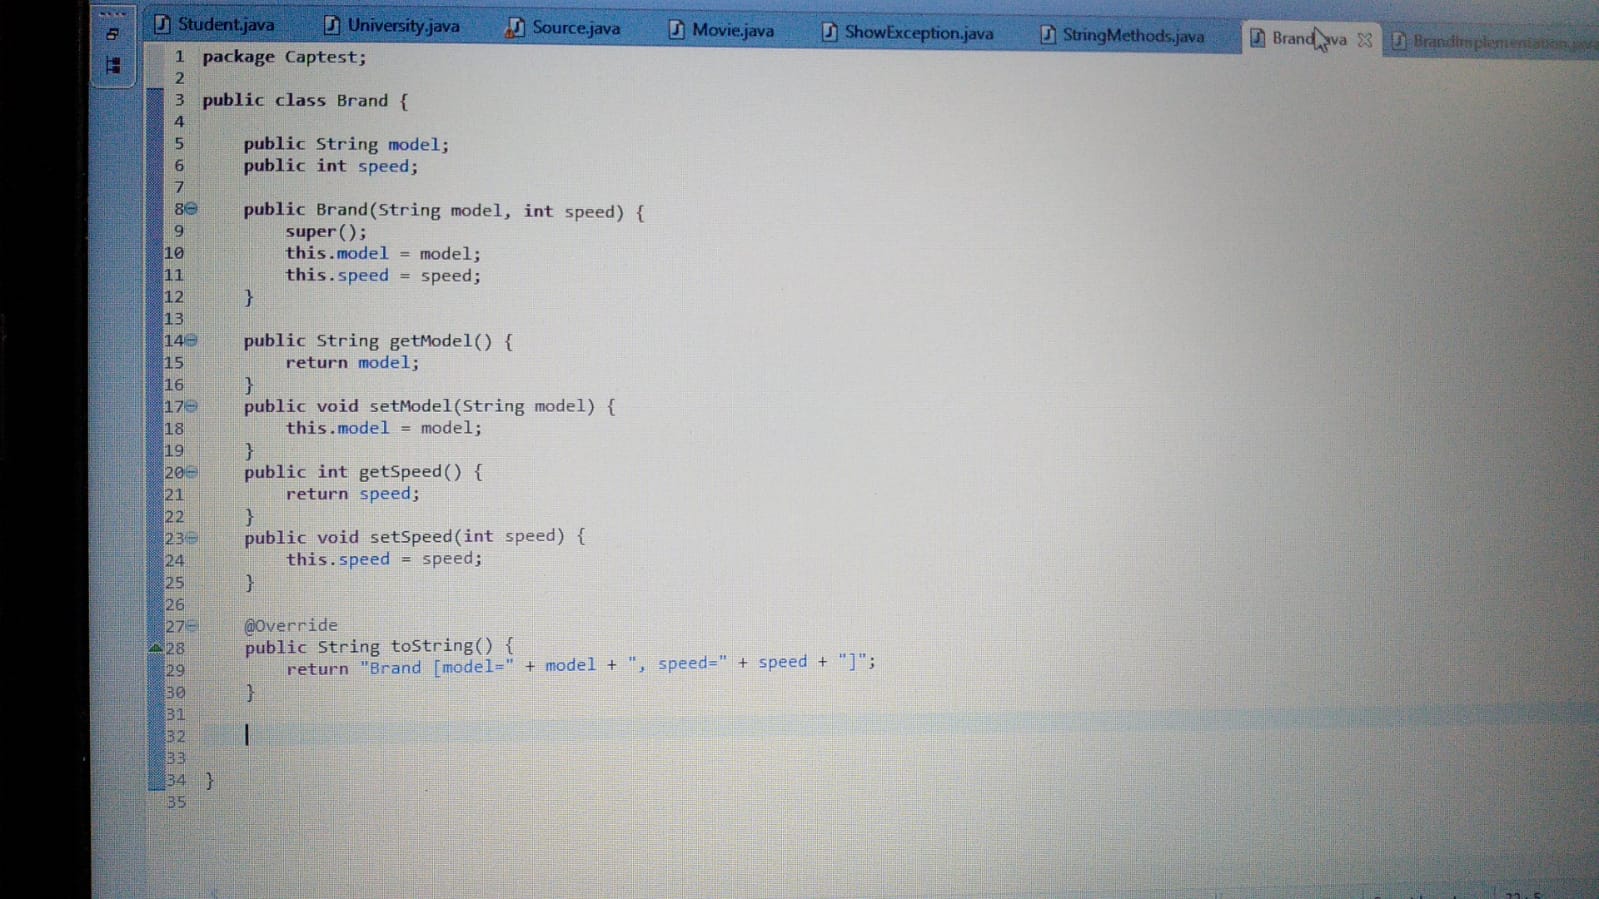 Student.java University.java Source.java Movie.java ShowException.java StringMethods.java Brand.java BrandImplementation.java
1 package Captest;
2
3 public class Brand {
4
5 public String model;
6 public int speed;
7
8 public Brand(String model, int speed) {
9 super();
10 this.model = model;
11 this.speed = speed;
12 }
13
14 public String getModel() {
15 return model;
16 }
17 public void setModel(String model) {
18 this.model = model;
19 }
20 public int getSpeed() {
21 return speed;
22 }
23 public void setSpeed(int speed) {
24 this.speed = speed;
25 }
26
27 @Override
28 public String toString() {
29 return "Brand [model=" + model + ", speed=" + speed + "]";
30 }
31
32
33
34 }
35